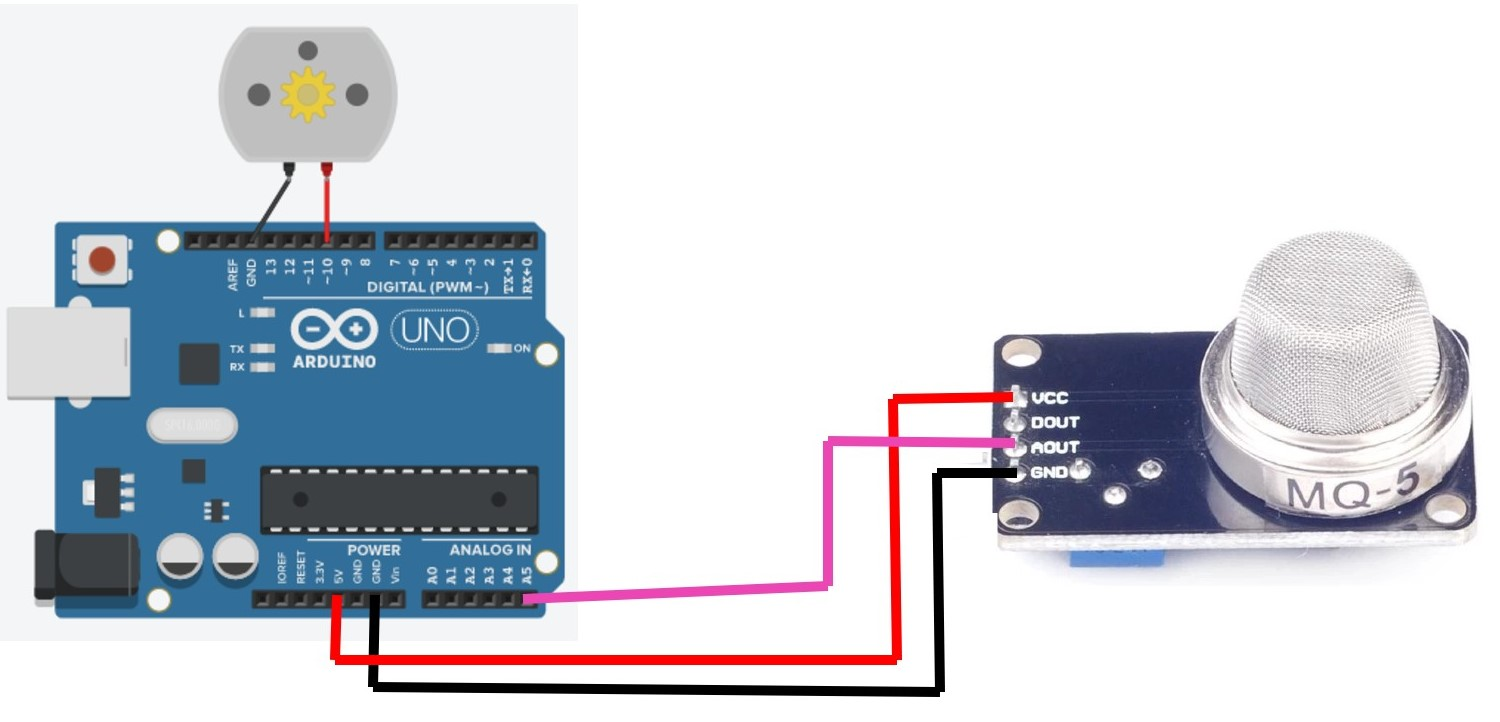 AREF
GND
13
12
~11
~10
~9
8
7
~6
~5
4
~3
2
TX→1
RX←0
DIGITAL (PWM ~)
L
TX
RX
UNO
ON
ARDUINO
VCC
DOUT
AOUT
GND
MQ-5
POWER
ANALOG IN
IOREF
RESET
3.3V
5V
GND
GND
Vin
A0
A1
A2
A3
A4
A5